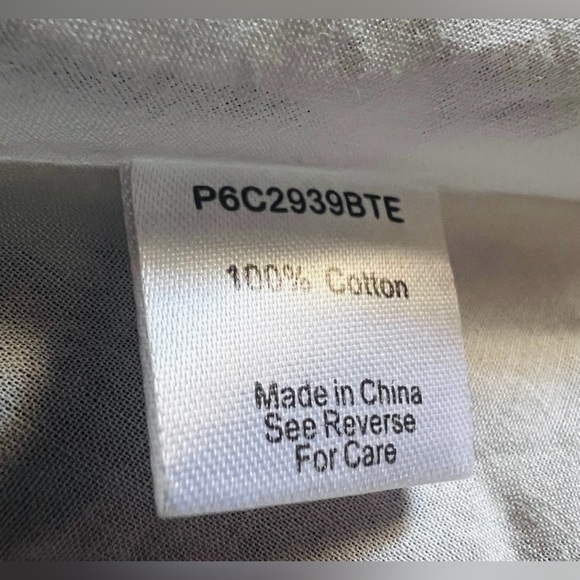 P6C2939BTE
100% Cotton
Made in China
See Reverse
For Care